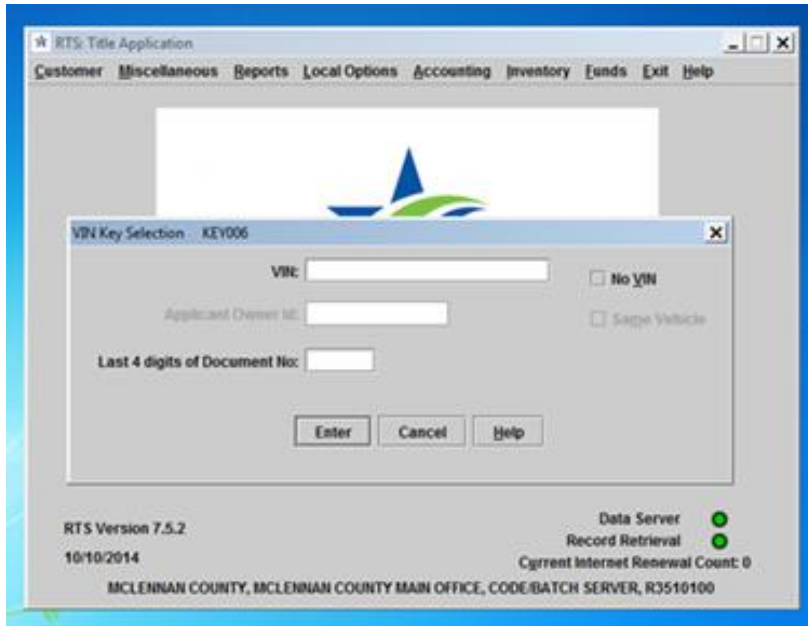 RTS: Title Application
Customer Miscellaneous Reports Local Options Accounting Inventory Funds Exit Help
VIN Key Selection KEY006
VIN:
No VIN
Applicant Owner Id:
Same Vehicle
Last 4 digits of Document No:
Enter Cancel Help
RTS Version 7.5.2
Data Server
Record Retrieval
10/10/2014
Current Internet Renewal Count: 0
MCLENNAN COUNTY, MCLENNAN COUNTY MAIN OFFICE, CODE/BATCH SERVER, R3510100